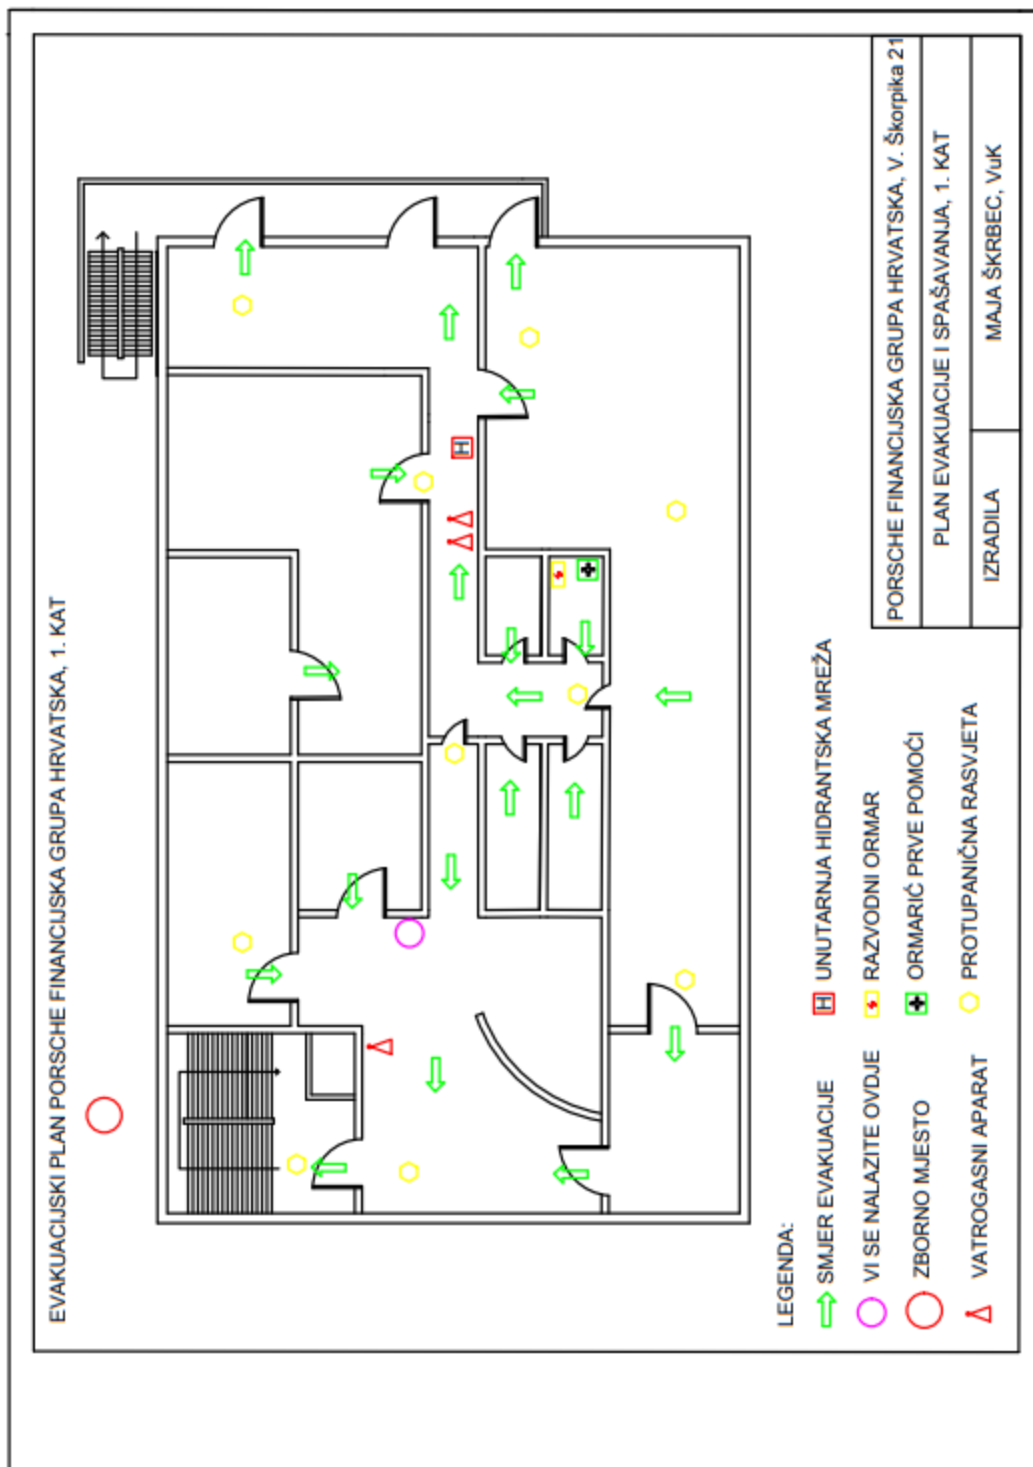 EVAKUACIJSKI PLAN PORSCHE FINANCIJSKA GRUPA HRVATSKA, 1. KAT
H
LEGENDA:
SMJER EVAKUACIJE
VI SE NALAZITE OVDJE
ZBORNO MJESTO
VATROGASNI APARAT
H UNUTARNJA HIDRANTSKA MREŽA
RAZVODNI ORMAR
ORMARIĆ PRVE POMOĆI
PROTUPANIČNA RASVJETA
PORSCHE FINANCIJSKA GRUPA HRVATSKA, V. Škorpika 21
PLAN EVAKUACIJE I SPAŠAVANJA, 1. KAT
IZRADILA
MAJA ŠKRBEC, VuK